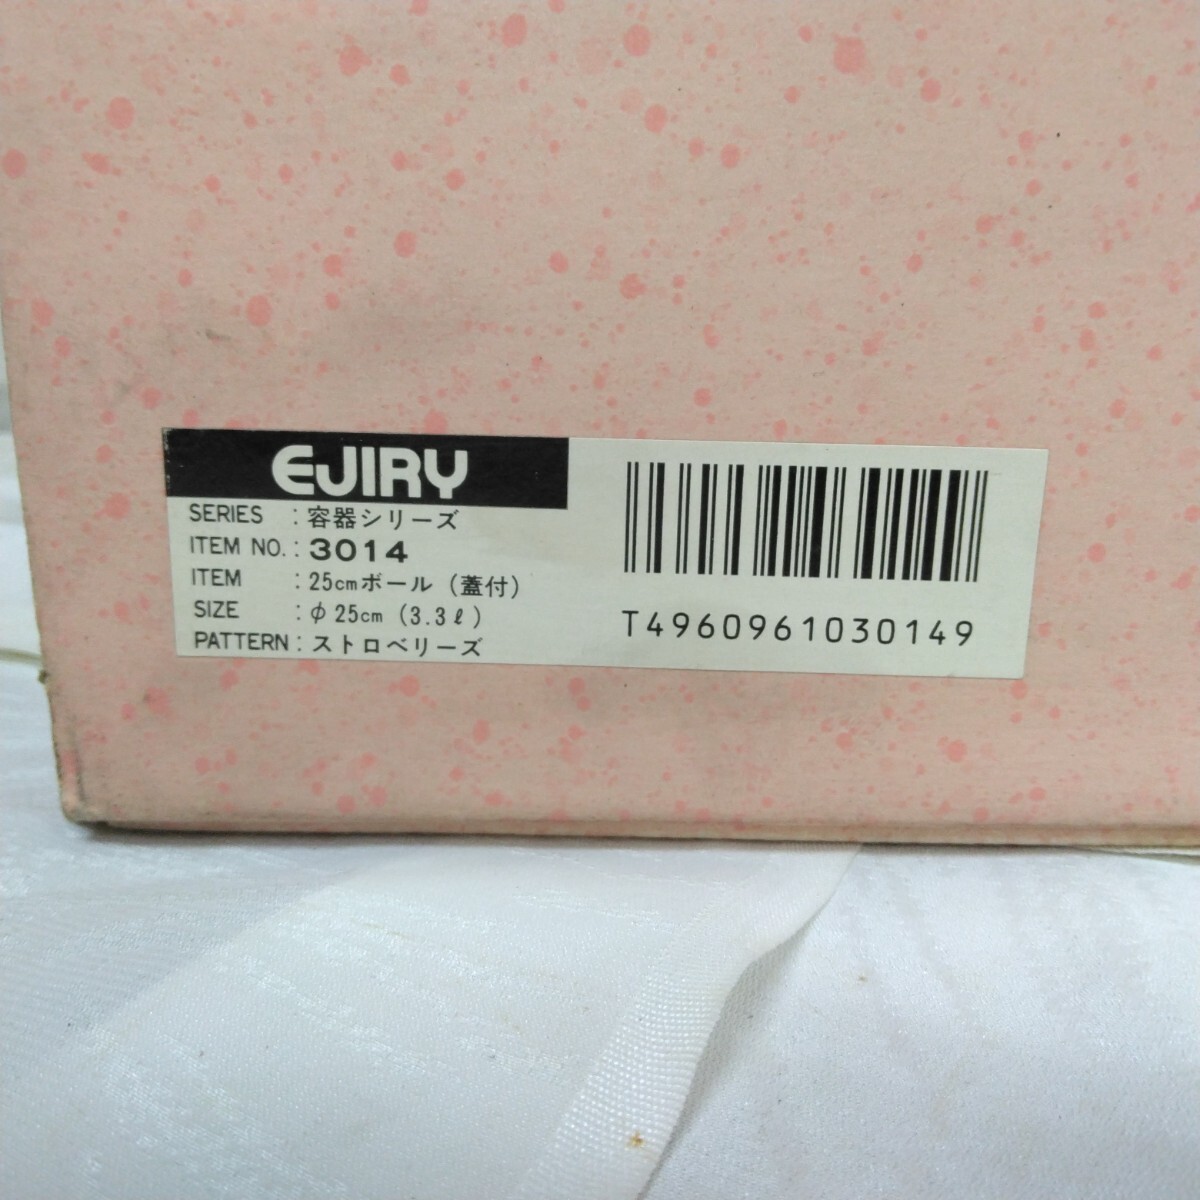 EJIRY
SERIES : 容器シリーズ
ITEM NO. : 3014
ITEM : 25cmボール (蓋付)
SIZE : φ25cm (3.3ℓ)
PATTERN : ストロベリーズ
T4960961030149